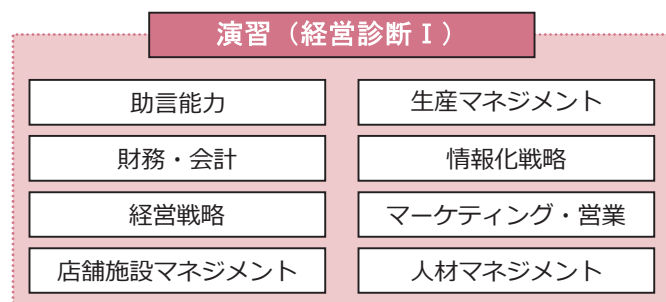 演習（経営診断Ⅰ）
助言能力
生産マネジメント
財務・会計
情報化戦略
経営戦略
マーケティング・営業
店舗施設マネジメント
人材マネジメント